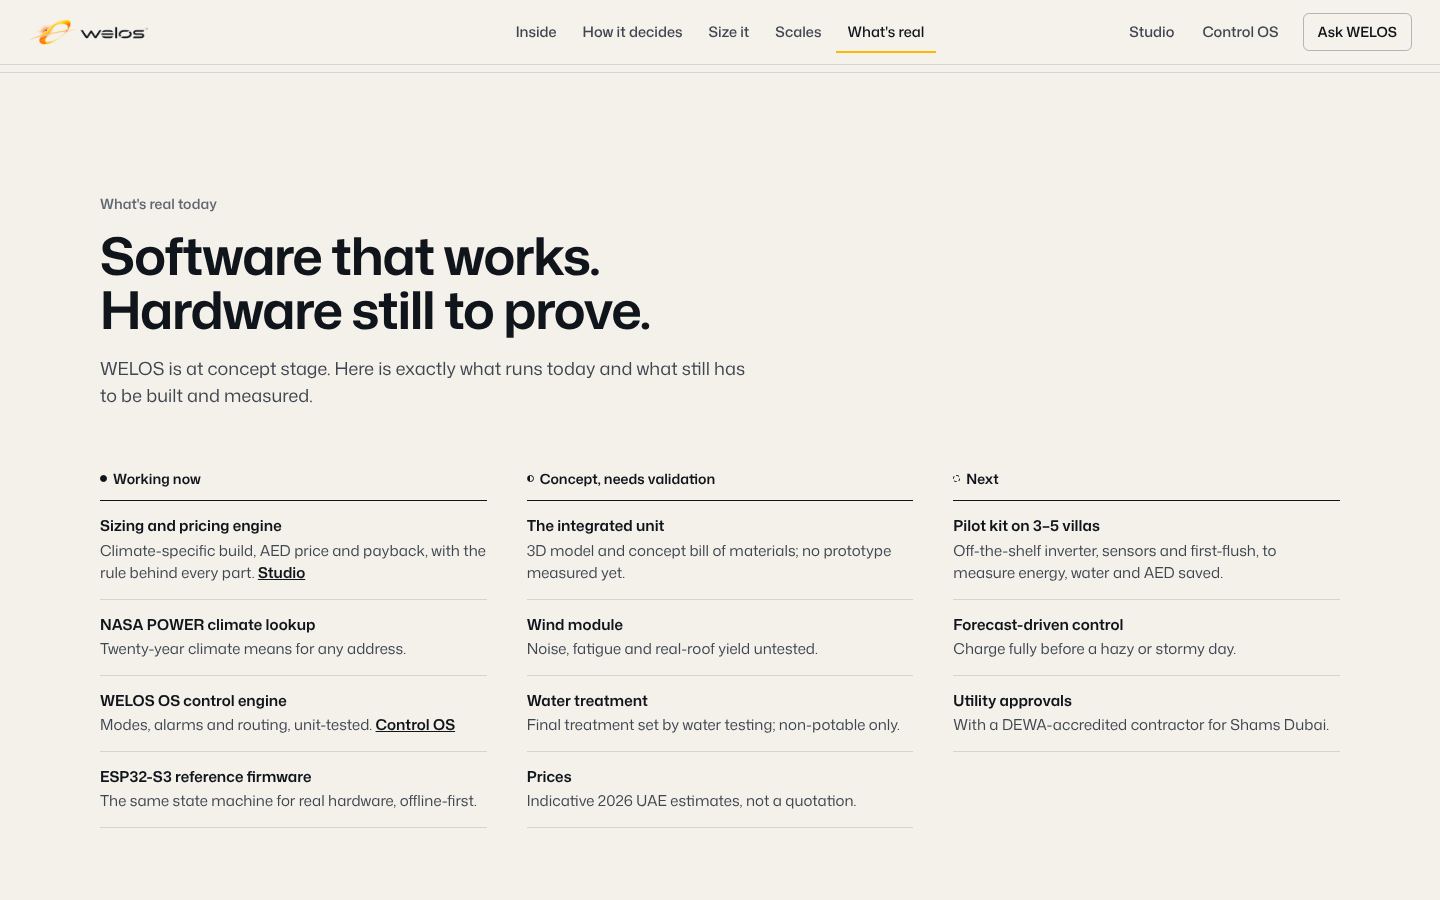 welos
Inside
How it decides
Size it
Scales
What's real
Studio
Control OS
Ask WELOS
What's real today
Software that works.
Hardware still to prove.
WELOS is at concept stage. Here is exactly what runs today and what still has
to be built and measured.
Working now
Sizing and pricing engine
Climate-specific build, AED price and payback, with the
rule behind every part. Studio
NASA POWER climate lookup
Twenty-year climate means for any address.
WELOS OS control engine
Modes, alarms and routing, unit-tested. Control OS
ESP32-S3 reference firmware
The same state machine for real hardware, offline-first.
Concept, needs validation
The integrated unit
3D model and concept bill of materials; no prototype
measured yet.
Wind module
Noise, fatigue and real-roof yield untested.
Water treatment
Final treatment set by water testing; non-potable only.
Prices
Indicative 2026 UAE estimates, not a quotation.
Next
Pilot kit on 3–5 villas
Off-the-shelf inverter, sensors and first-flush, to
measure energy, water and AED saved.
Forecast-driven control
Charge fully before a hazy or stormy day.
Utility approvals
With a DEWA-accredited contractor for Shams Dubai.